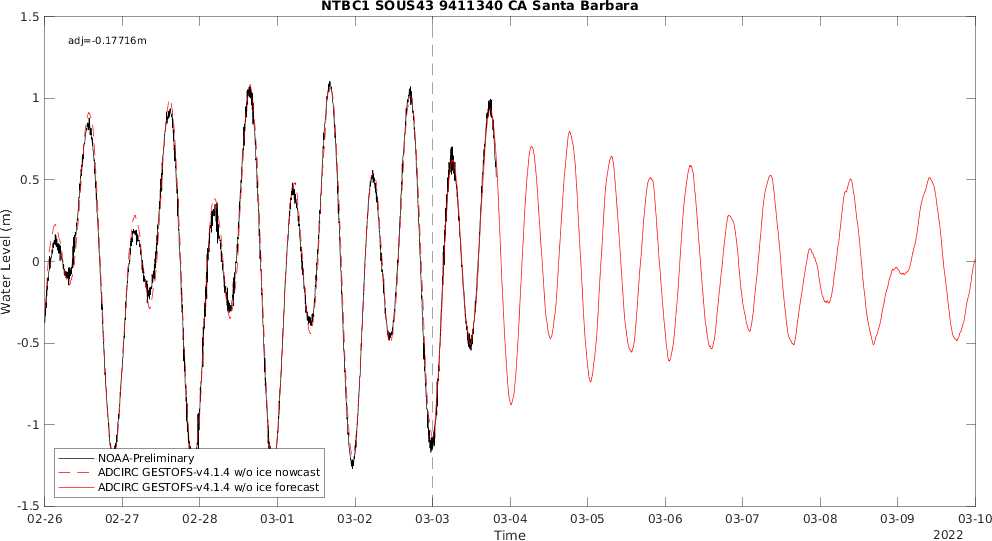 NTBC1 SOUS43 9411340 CA Santa Barbara
adj=-0.17716m
1.5
1
0.5
0
-0.5
-1
-1.5
Water Level (m)
NOAA-Preliminary
ADCIRC GESTOFS-v4.1.4 w/o ice nowcast
ADCIRC GESTOFS-v4.1.4 w/o ice forecast
02-26 02-27 02-28 03-01 03-02 03-03 03-04 03-05 03-06 03-07 03-08 03-09 03-10
Time
2022